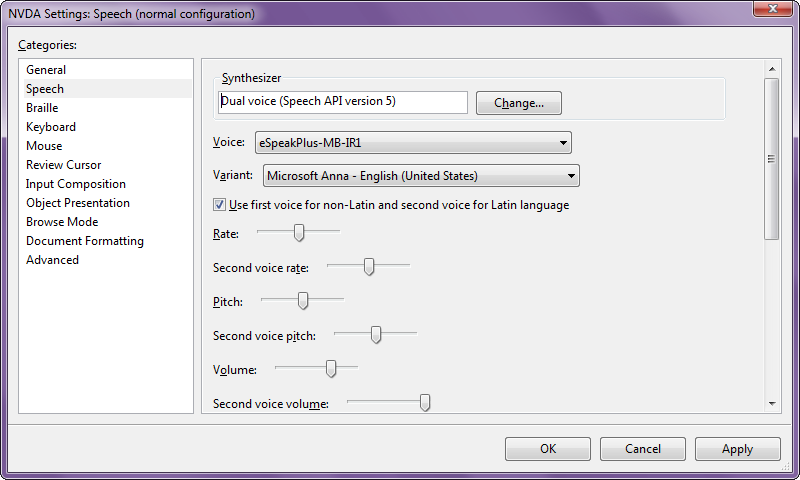 NVDA Settings: Speech (normal configuration)
Categories:
General
Speech
Braille
Keyboard
Mouse
Review Cursor
Input Composition
Object Presentation
Browse Mode
Document Formatting
Advanced
Synthesizer
Dual voice (Speech API version 5)
Change...
Voice: eSpeakPlus-MB-IR1
Variant: Microsoft Anna - English (United States)
Use first voice for non-Latin and second voice for Latin language
Rate:
Second voice rate:
Pitch:
Second voice pitch:
Volume:
Second voice volume:
OK Cancel Apply